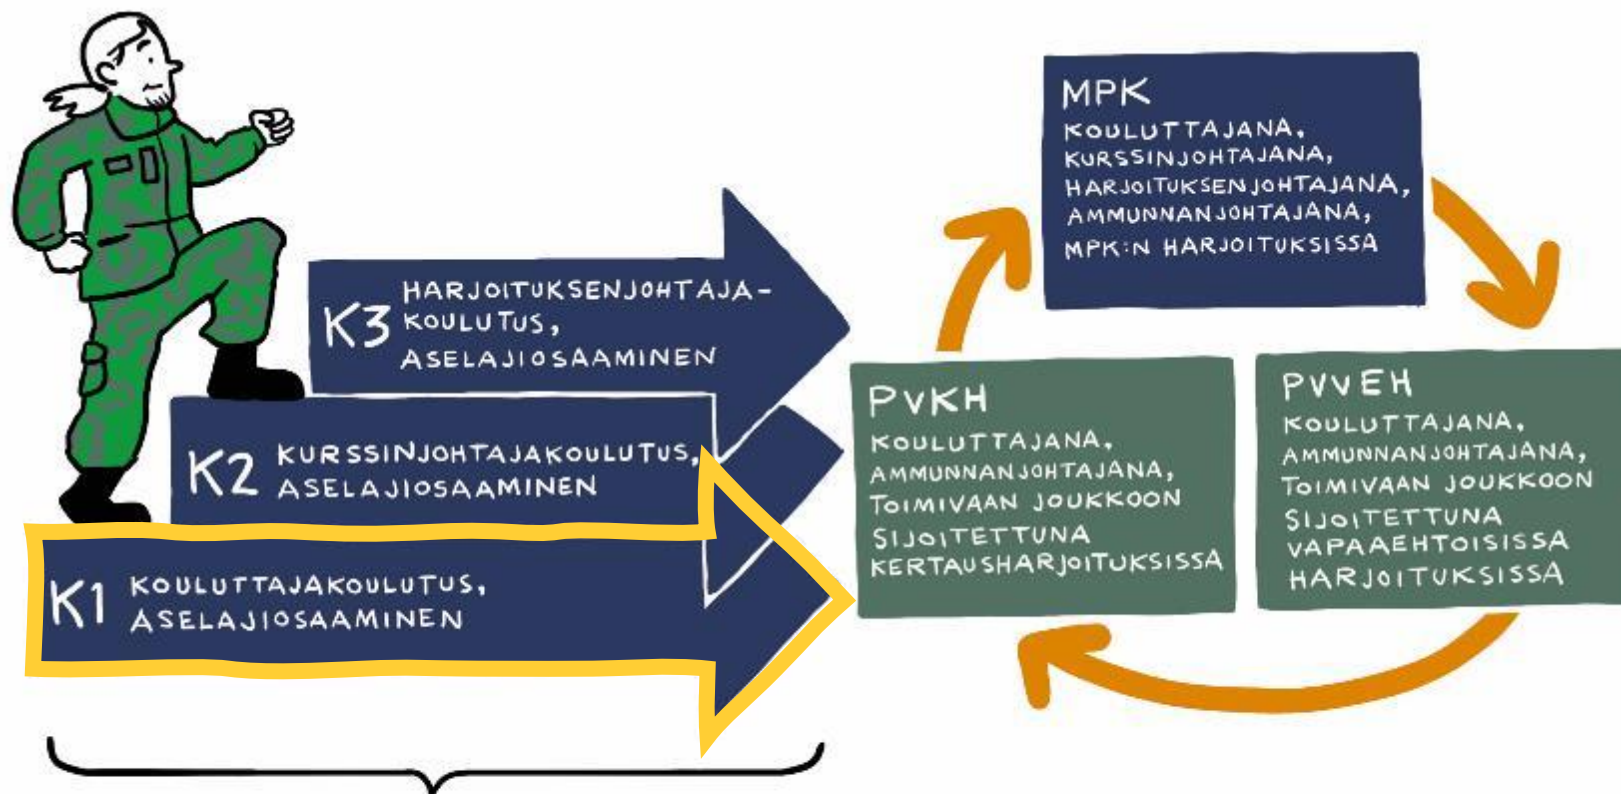 K3
HARJOITUKSENJOHTAJA-
KOULUTUS,
ASELAJIOSAAMINEN
K2
KURSSINJOHTAJAKOULUTUS,
ASELAJIOSAAMINEN
K1
KOULUTTAJAKOULUTUS,
ASELAJIOSAAMINEN
MPK
KOULUTTAJANA,
KURSSINJOHTAJANA,
HARJOITUKSENJOHTAJANA,
AMMUNNANJOHTAJANA,
MPK:N HARJOITUKSISSA
PVKH
KOULUTTAJANA,
AMMUNNANJOHTAJANA,
TOIMIVAAN JOUKKOON
SIJOITETTUNA
KERTAUSHARJOITUKSISSA
PVVEH
KOULUTTAJANA,
AMMUNNANJOHTAJANA,
TOIMIVAAN JOUKKOON
SIJOITETTUNA
VAPAAEHTOISISSA
HARJOITUKSISSA